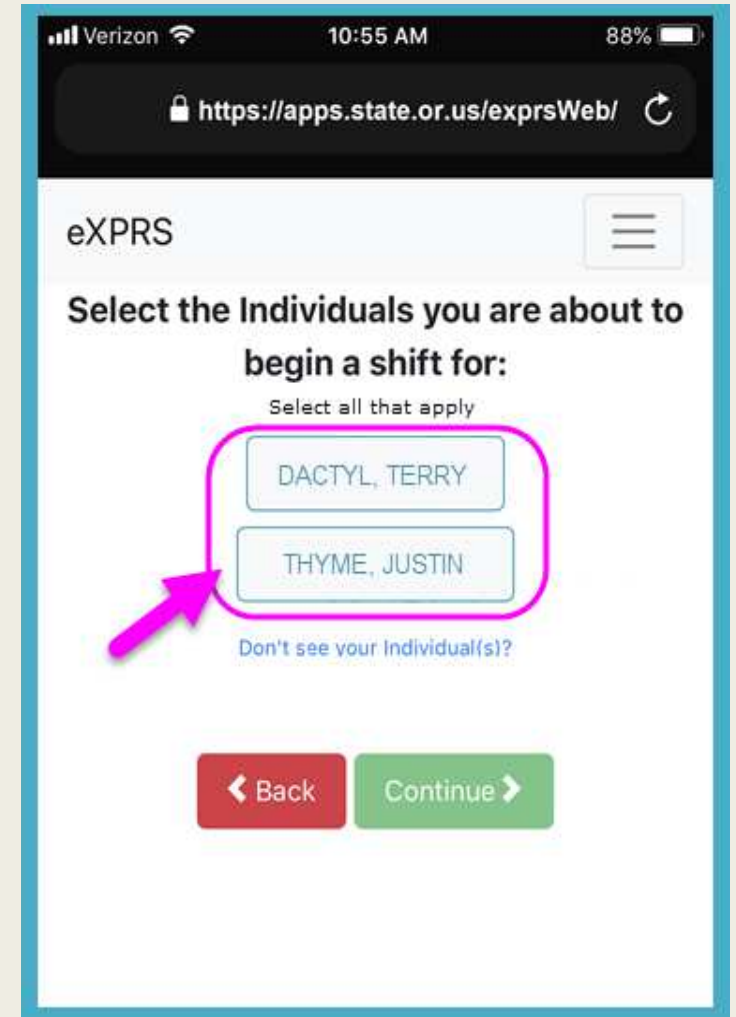 Verizon 10:55 AM 88%
https://apps.state.or.us/exprsWeb/
eXPRS
Select the Individuals you are about to
begin a shift for:
Select all that apply
DACTYL, TERRY
THYME, JUSTIN
Don't see your Individual(s)?
Back Continue